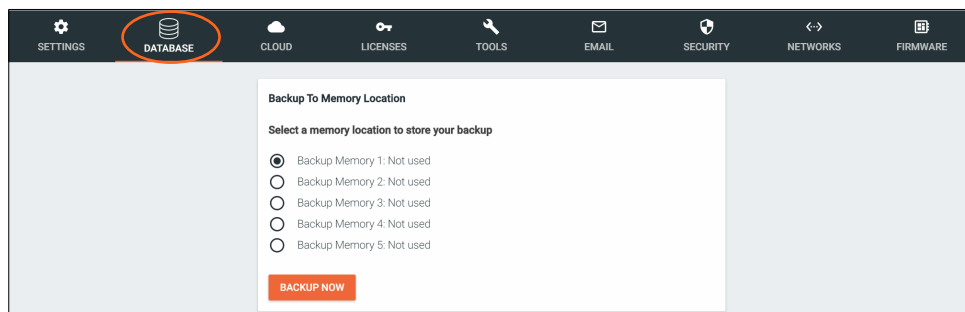 SETTINGS DATABASE CLOUD LICENSES TOOLS EMAIL SECURITY NETWORKS FIRMWARE
Backup To Memory Location
Select a memory location to store your backup
Backup Memory 1: Not used
Backup Memory 2: Not used
Backup Memory 3: Not used
Backup Memory 4: Not used
Backup Memory 5: Not used
BACKUP NOW